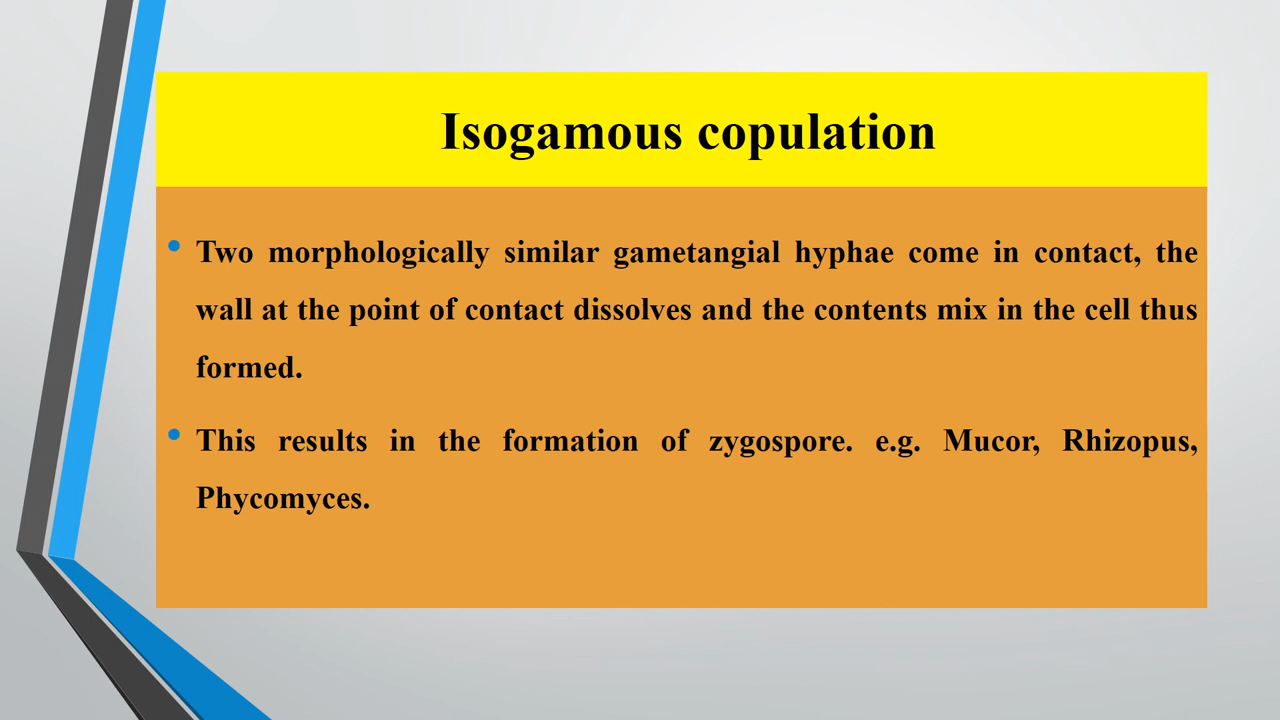 Isogamous copulation
• Two morphologically similar gametangial hyphae come in contact, the
wall at the point of contact dissolves and the contents mix in the cell thus
formed.
• This results in the formation of zygospore. e.g. Mucor, Rhizopus,
Phycomyces.